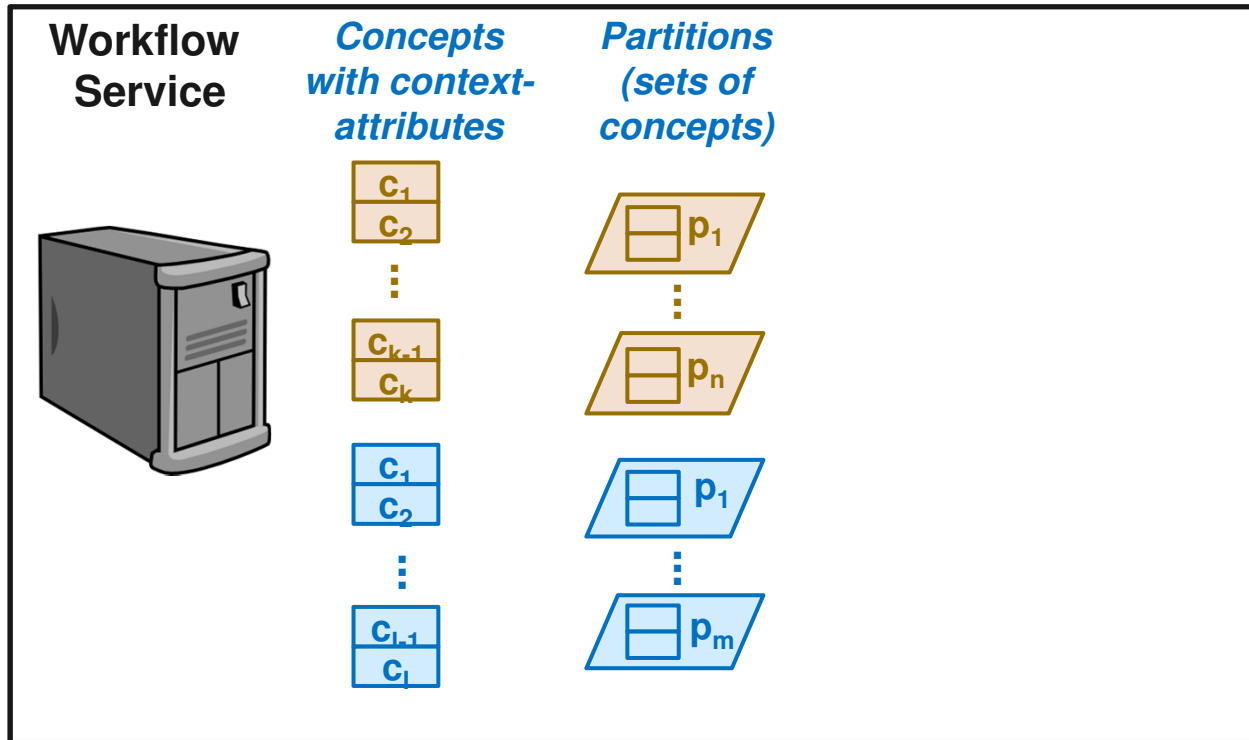 Workflow
Service
Concepts
with context-
attributes
Partitions
(sets of
concepts)
c1
c2
⋮
ck-1
ck
c1
c2
⋮
cl-1
cl
p1
⋮
pn
p1
⋮
pm